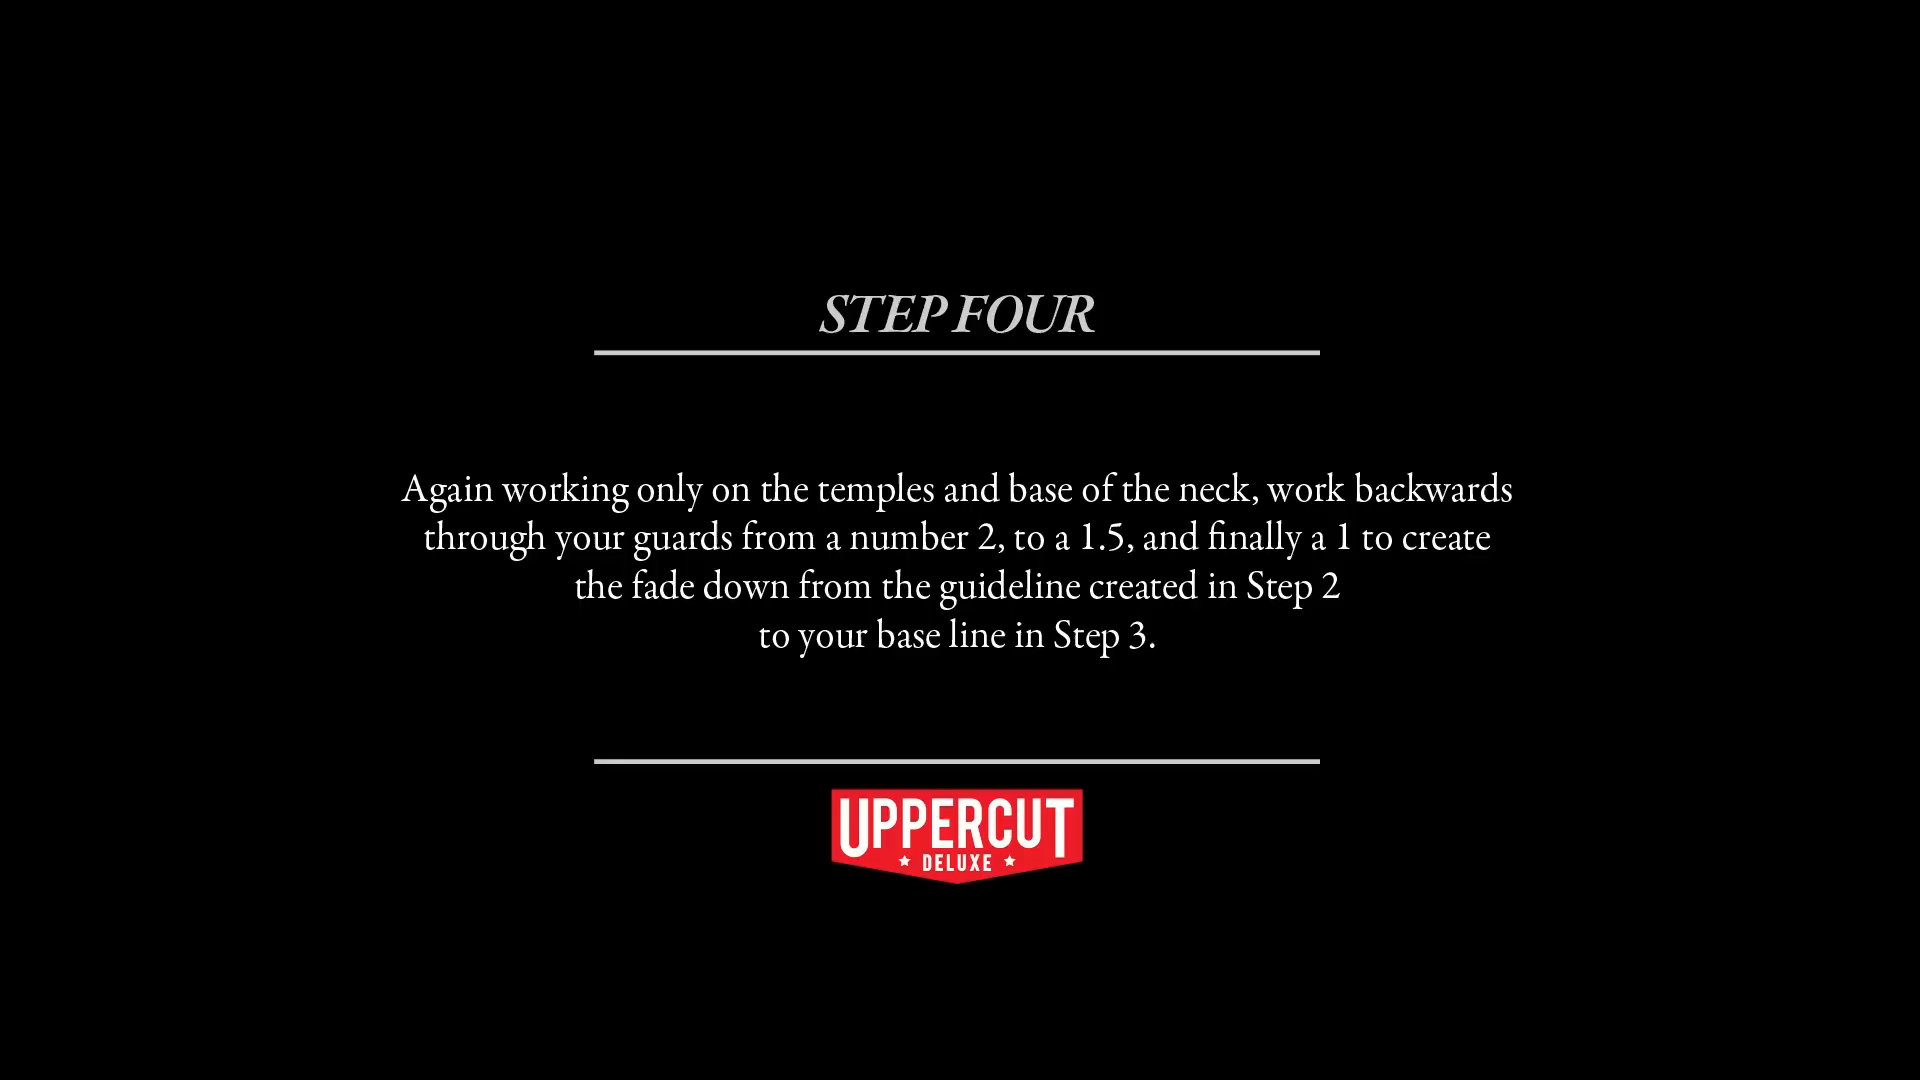 STEP FOUR
Again working only on the temples and base of the neck, work backwards
through your guards from a number 2, to a 1.5, and finally a 1 to create
the fade down from the guideline created in Step 2
to your base line in Step 3.
UPPERCUT
DELUXE